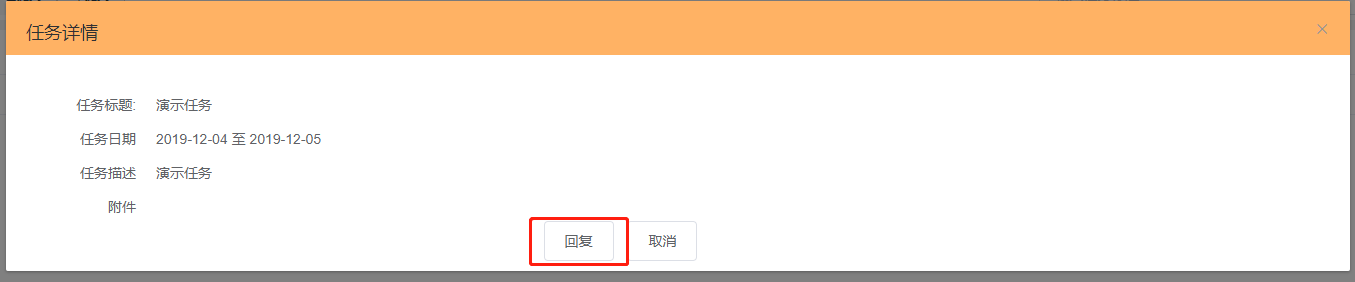 任务详情
任务标题: 演示任务
任务日期 2019-12-04 至 2019-12-05
任务描述 演示任务
附件
回复 取消